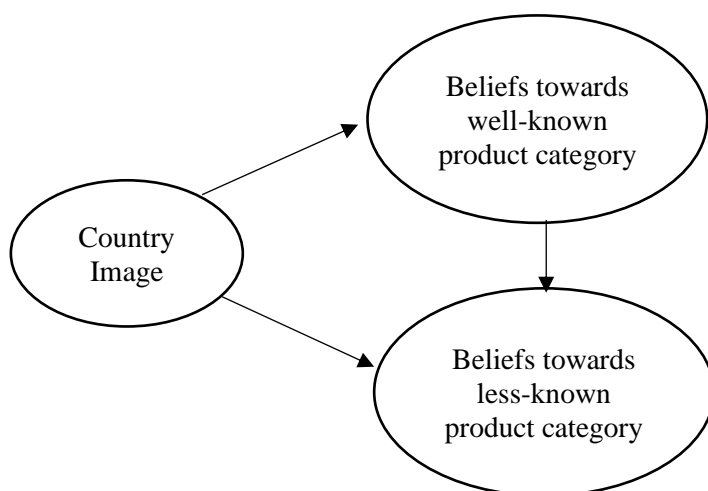 Beliefs towards
well-known
product category
Country
Image
Beliefs towards
less-known
product category